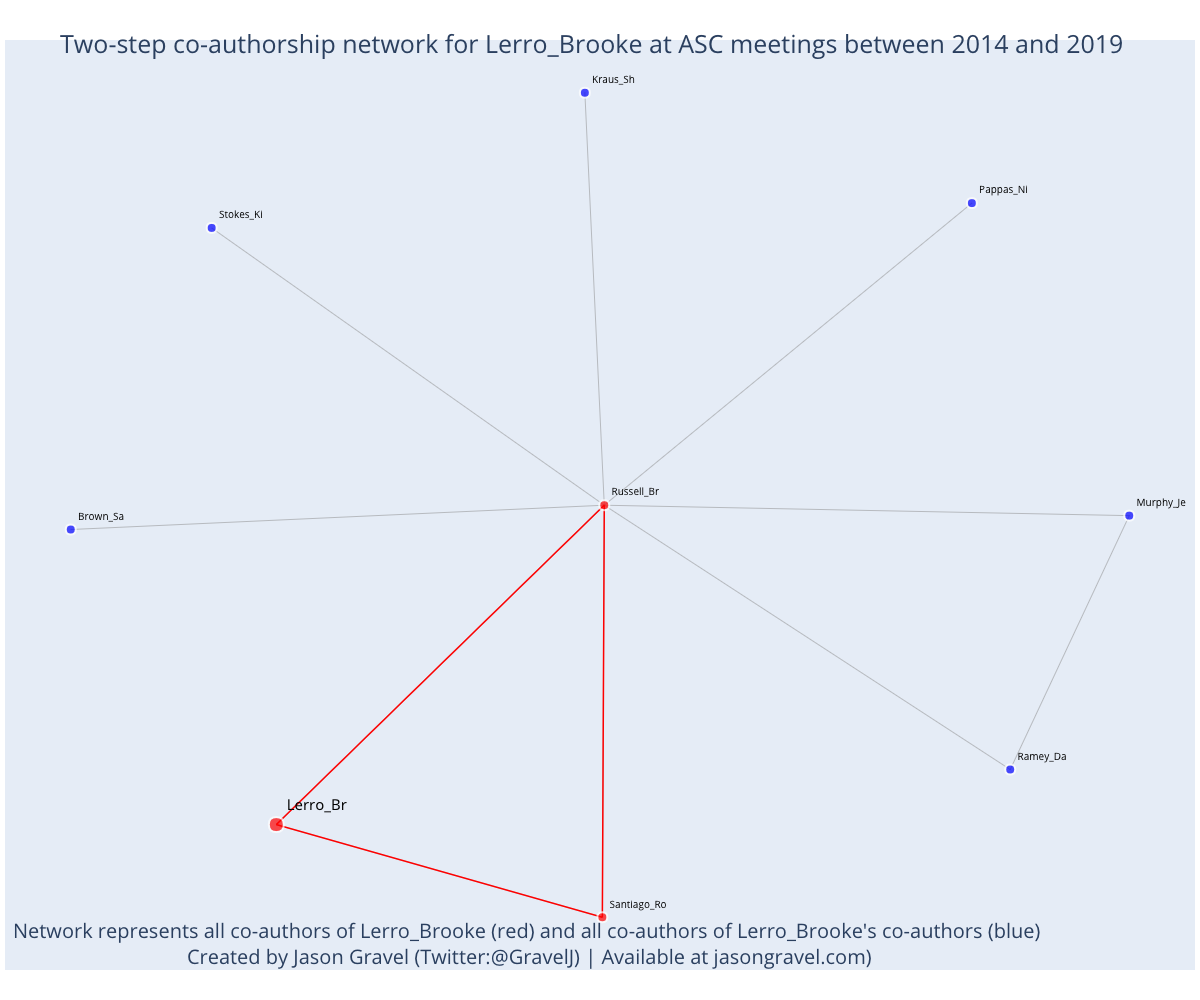 Two-step co-authorship network for Lerro_Brooke at ASC meetings between 2014 and 2019
Kraus_Sh
Pappas_Ni
Stokes_Ki
Russell_Br
Murphy_Je
Brown_Sa
Ramey_Da
Lerro_Br
Santiago_Ro
Network represents all co-authors of Lerro_Brooke (red) and all co-authors of Lerro_Brooke's co-authors (blue)
Created by Jason Gravel (Twitter:@GravelJ) | Available at jasongravel.com)